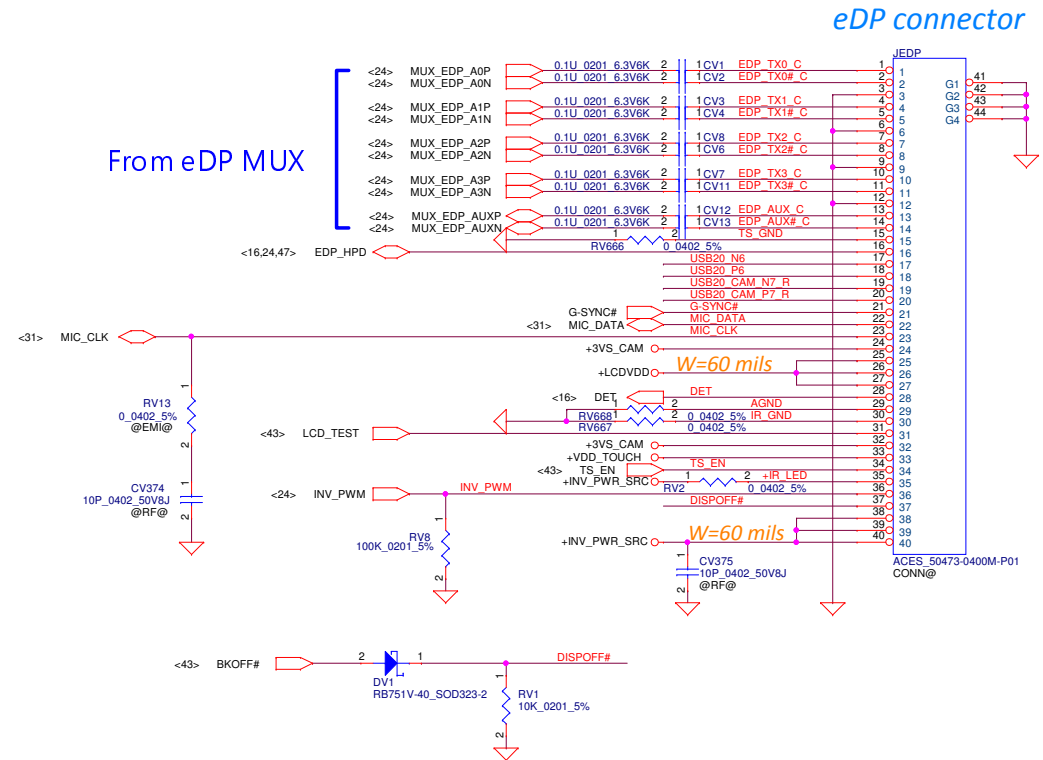 eDP connector
JEDP
<24> MUX_EDP_A0P 0.1U_0201_6.3V6K 2 1 CV1 EDP_TX0_C 1 1
<24> MUX_EDP_A0N 0.1U_0201_6.3V6K 2 1 CV2 EDP_TX0#_C 2 2 G1 41
3 3 G2 42
<24> MUX_EDP_A1P 0.1U_0201_6.3V6K 2 1 CV3 EDP_TX1_C 4 4 G3 43
<24> MUX_EDP_A1N 0.1U_0201_6.3V6K 2 1 CV4 EDP_TX1#_C 5 5 G4 44
6 6
<24> MUX_EDP_A2P 0.1U_0201_6.3V6K 2 1 CV8 EDP_TX2_C 7 7
<24> MUX_EDP_A2N 0.1U_0201_6.3V6K 2 1 CV6 EDP_TX2#_C 8 8
From eDP MUX
9 9
<24> MUX_EDP_A3P 0.1U_0201_6.3V6K 2 1 CV7 EDP_TX3_C 10 10
<24> MUX_EDP_A3N 0.1U_0201_6.3V6K 2 1 CV11 EDP_TX3#_C 11 11
12 12
<24> MUX_EDP_AUXP 0.1U_0201_6.3V6K 2 1 CV12 EDP_AUX_C 13 13
<24> MUX_EDP_AUXN 0.1U_0201_6.3V6K 2 1 CV13 EDP_AUX#_C 14 14
1 2 TS_GND 15 15
RV666 0_0402_5%
<16,24,47> EDP_HPD 16 16
USB20_N6 17 17
USB20_P6 18 18
USB20_CAM_N7_R 19 19
USB20_CAM_P7_R 20 20
G-SYNC# G-SYNC# 21 21
<31> MIC_DATA MIC_DATA 22 22
<31> MIC_CLK MIC_CLK 23 23
+3VS_CAM 24 24
25 25
+LCDVDD W=60 mils 26 26
27 27
<16> DET DET 28 28
1 2 AGND 29 29
RV668 1 2 0_0402_5% IR_GND 30 30
RV667 0_0402_5%
<43> LCD_TEST 31 31
+3VS_CAM 32 32
+VDD_TOUCH 33 33
<43> TS_EN TS_EN 34 34
+INV_PWR_SRC 1 2 +IR_LED 35 35
RV2 0_0402_5%
<24> INV_PWM INV_PWM 36 36
DISPOFF# 37 37
38 38
W=60 mils 39 39
+INV_PWR_SRC 40 40
1
RV13
0_0402_5%
@EMI@
2
1
CV374
10P_0402_50V8J
@RF@
2
1
RV8
100K_0201_5%
2
1
CV375
10P_0402_50V8J
@RF@
2
ACES_50473-0400M-P01
CONN@
<43> BKOFF# 2 1 DISPOFF#
DV1
RB751V-40_SOD323-2
1
RV1
10K_0201_5%
2